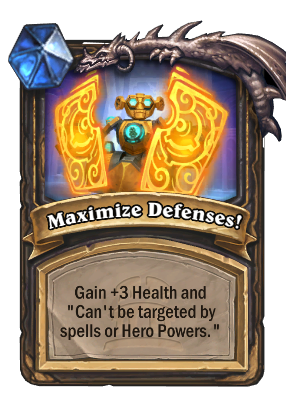 Maximize Defenses!
Gain +3 Health and
"Can't be targeted by
spells or Hero Powers."